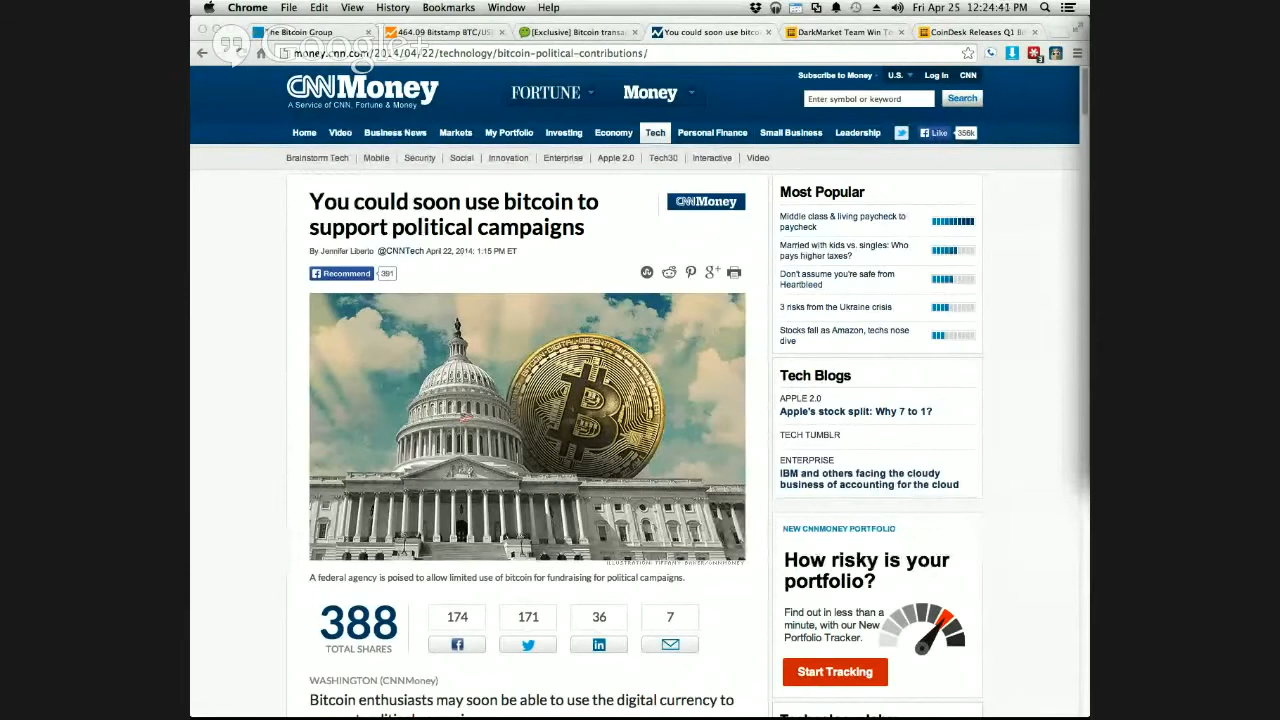 Chrome File Edit View History Bookmarks Window Help Fri Apr 25 12:24:41 PM
The Bitcoin Group 464.09 Bitstamp BTC/US [Exclusive] Bitcoin transa You could soon use bitcoi DarkMarket Team Win To CoinDesk Releases Q1 Bi
Google+
money.cnn.com/2014/04/22/technology/bitcoin-political-contributions/
3
Subscribe to Money U.S. Log In CNN
CNNMoney
A Service of CNN, Fortune & Money
FORTUNE Money
Enter symbol or keyword Search
Home Video Business News Markets My Portfolio Investing Economy Tech Personal Finance Small Business Leadership Like 356k
Brainstorm Tech Mobile Security Social Innovation Enterprise Apple 2.0 Tech30 Interactive Video
You could soon use bitcoin to
support political campaigns
CNNMoney
By Jennifer Liberto @CNNTech April 22, 2014: 1:15 PM ET
Recommend 391
DIGITAL DECENTRAL
ILLUSTRATION: TIFFANY BAKER/CNNMONEY
A federal agency is poised to allow limited use of bitcoin for fundraising for political campaigns.
388
TOTAL SHARES
174 171 36 7
WASHINGTON (CNNMoney)
Bitcoin enthusiasts may soon be able to use the digital currency to
Most Popular
Middle class & living paycheck to
paycheck
Married with kids vs. singles: Who
pays higher taxes?
Don't assume you're safe from
Heartbleed
3 risks from the Ukraine crisis
Stocks fall as Amazon, techs nose
dive
Tech Blogs
APPLE 2.0
Apple's stock split: Why 7 to 1?
TECH TUMBLR
ENTERPRISE
IBM and others facing the cloudy
business of accounting for the cloud
NEW CNNMONEY PORTFOLIO
How risky is your
portfolio?
Find out in less than a
minute, with our New
Portfolio Tracker.
Start Tracking